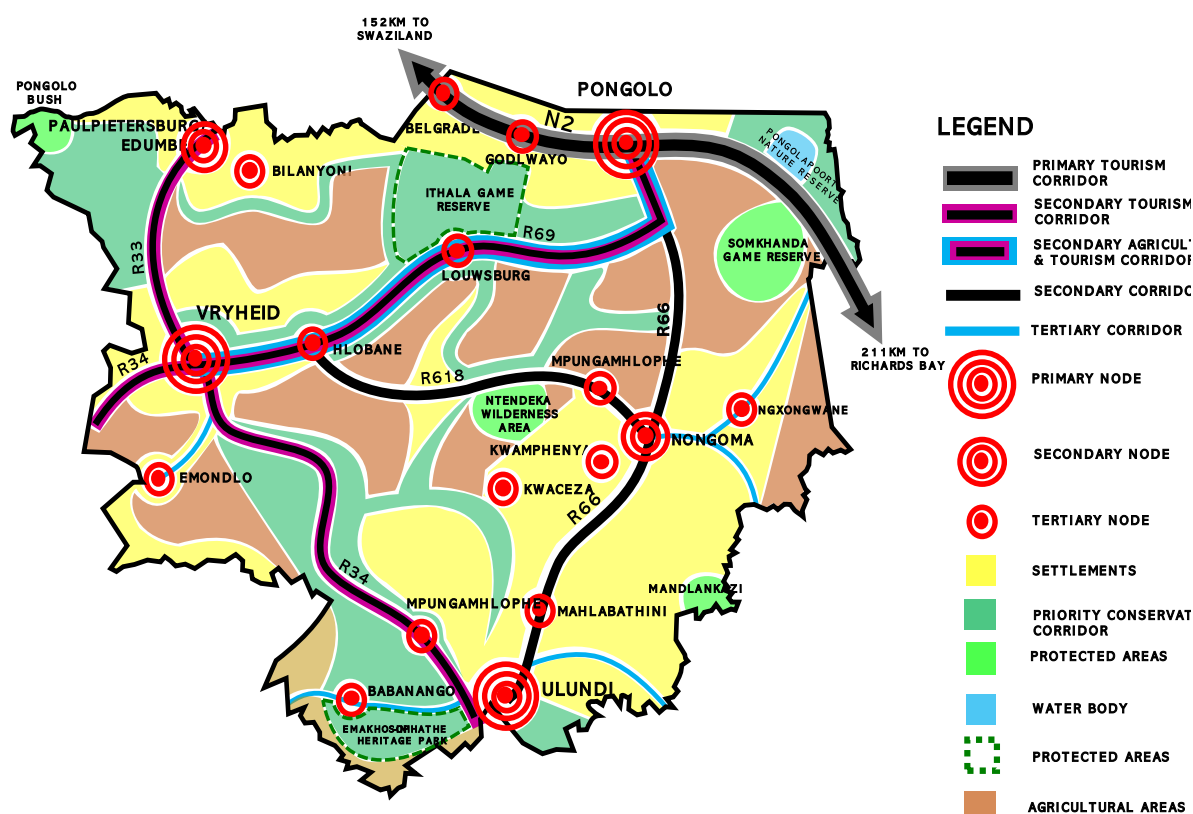 152KM TO
SWAZILAND
PONGOLO
BUSH
PONGOLO
PAULPIETERSBURG
EDUMBE
BELGRADE
N2
GODLWAYO
PONGOLAPOORT
NATURE RESERVE
BILANYONI
ITHALA GAME
RESERVE
R69
R33
SOMKHANDA
GAME RESERVE
LOUWSBURG
VRYHEID
R66
HLOBANE
R34
R618
MPUNGAMHLOPHE
211KM TO
RICHARDS BAY
NTENDEKA
WILDERNESS
AREA
NGXONGWANE
NONGOMA
KWAMPHENYA
EMONDLO
KWACEZA
R66
R34
MANDLANKAZI
MPUNGAMHLOPHE
MAHLABATHINI
BABANANGO
ULUNDI
HERITAGE PARK
LEGEND
PRIMARY TOURISM
CORRIDOR
SECONDARY TOURISM
CORRIDOR
SECONDARY AGRICULT
& TOURISM CORRIDOR
SECONDARY CORRIDO
TERTIARY CORRIDOR
PRIMARY NODE
SECONDARY NODE
TERTIARY NODE
SETTLEMENTS
PRIORITY CONSERVAT
CORRIDOR
PROTECTED AREAS
WATER BODY
PROTECTED AREAS
AGRICULTURAL AREAS